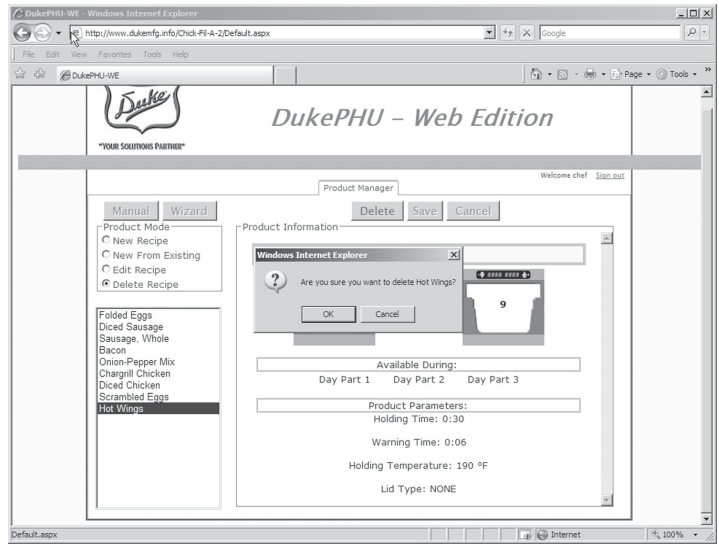 DukePHU-WE - Windows Internet Explorer
http://www.dukemfg.info/Chick-Fil-A-2/Default.aspx
Google
File Edit View Favorites Tools Help
DukePHU-WE
Page Tools
Duke
"YOUR SOLUTIONS PARTNER"
DukePHU – Web Edition
Welcome chef Sign out
Product Manager
Manual Wizard
Delete Save Cancel
Product Mode
New Recipe
New From Existing
Edit Recipe
Delete Recipe
Folded Eggs
Diced Sausage
Sausage, Whole
Bacon
Onion-Pepper Mix
Chargrill Chicken
Diced Chicken
Scrambled Eggs
Hot Wings
Product Information
Windows Internet Explorer
Are you sure you want to delete Hot Wings?
OK Cancel
9
Available During:
Day Part 1 Day Part 2 Day Part 3
Product Parameters:
Holding Time: 0:30
Warning Time: 0:06
Holding Temperature: 190 ºF
Lid Type: NONE
Default.aspx
Internet
100%